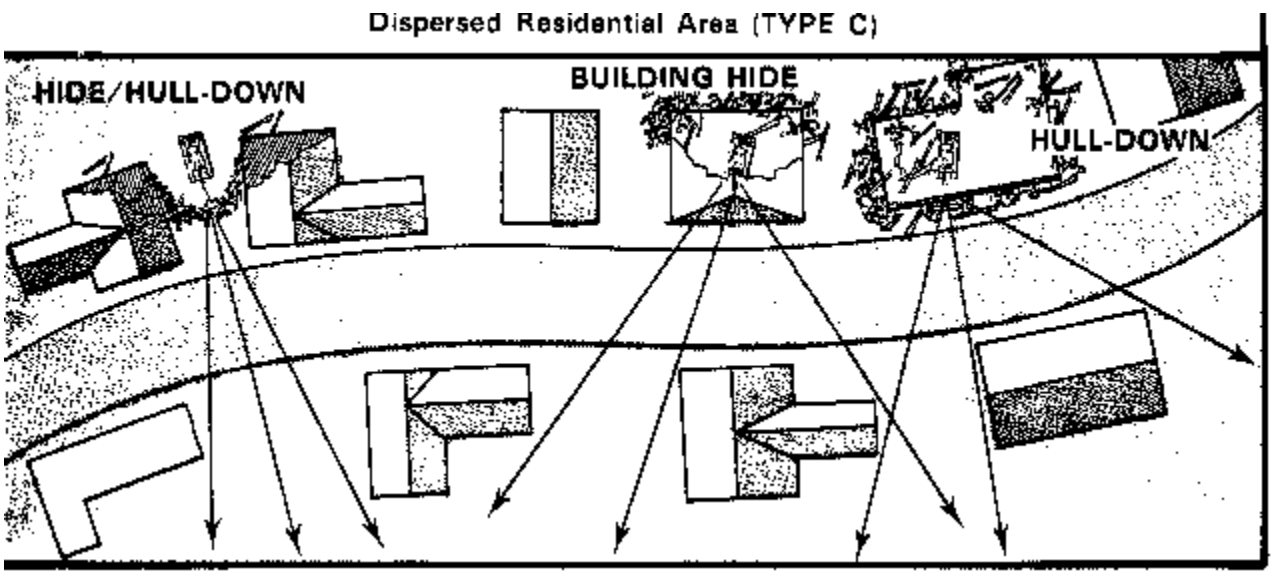 Dispersed Residential Area (TYPE C)
HIDE/HULL-DOWN
BUILDING HIDE
HULL-DOWN